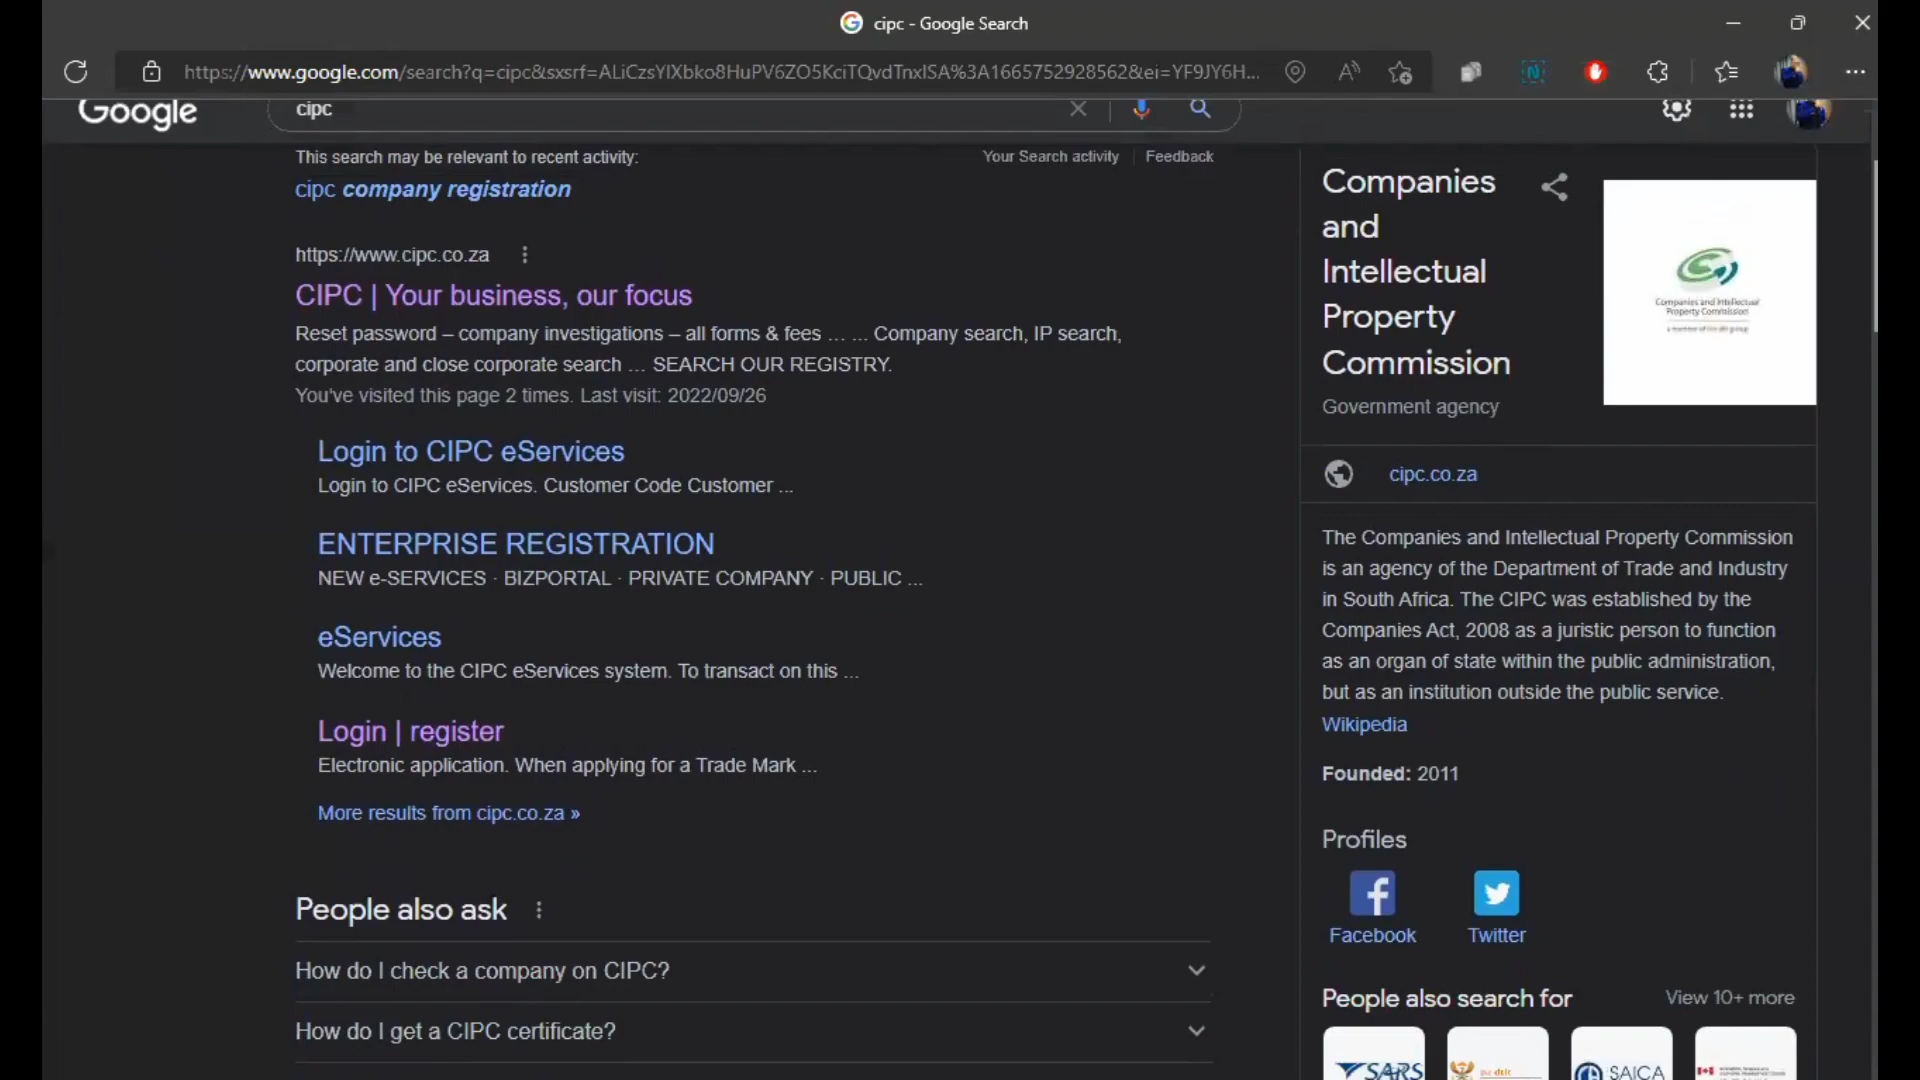 cipc - Google Search
https://www.google.com/search?q=cipc&sxsrf=ALiCzsYlXbko8HuPV6ZO5KciTQvdTnxlSA%3A1665752928562&ei=YF9JY6H...
Google
cipc
This search may be relevant to recent activity:
Your Search activity
Feedback
cipc company registration
https://www.cipc.co.za
CIPC | Your business, our focus
Reset password – company investigations – all forms & fees ... ... Company search, IP search,
corporate and close corporate search ... SEARCH OUR REGISTRY.
You've visited this page 2 times. Last visit: 2022/09/26
Login to CIPC eServices
Login to CIPC eServices. Customer Code Customer ...
ENTERPRISE REGISTRATION
NEW e-SERVICES · BIZPORTAL · PRIVATE COMPANY · PUBLIC ...
eServices
Welcome to the CIPC eServices system. To transact on this ...
Login | register
Electronic application. When applying for a Trade Mark ...
More results from cipc.co.za »
People also ask
How do I check a company on CIPC?
How do I get a CIPC certificate?
Companies
and
Intellectual
Property
Commission
Government agency
Companies and Intellectual
Property Commission
cipc.co.za
The Companies and Intellectual Property Commission
is an agency of the Department of Trade and Industry
in South Africa. The CIPC was established by the
Companies Act, 2008 as a juristic person to function
as an organ of state within the public administration,
but as an institution outside the public service.
Wikipedia
Founded: 2011
Profiles
Facebook
Twitter
People also search for
View 10+ more
SARS
the dtic
SAICA